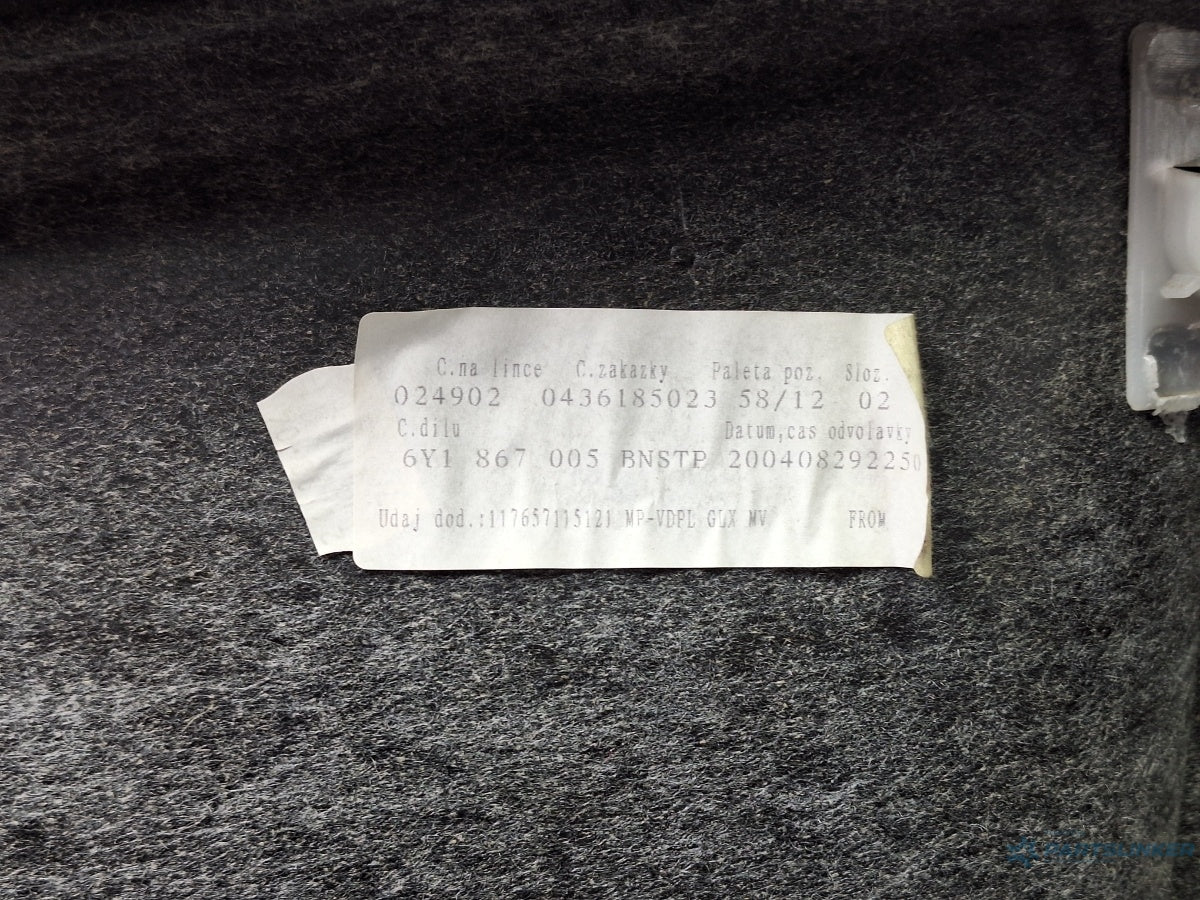 C.na lince C.zakazky Paleta poz. Sloz.
024902 0436185023 58/12 02
C.dilu Datum,cas odvolavky
6Y1 867 005 BNSTP 200408292250
Udaj dod.:117657115121 MP-VDPL GLX MV FROM